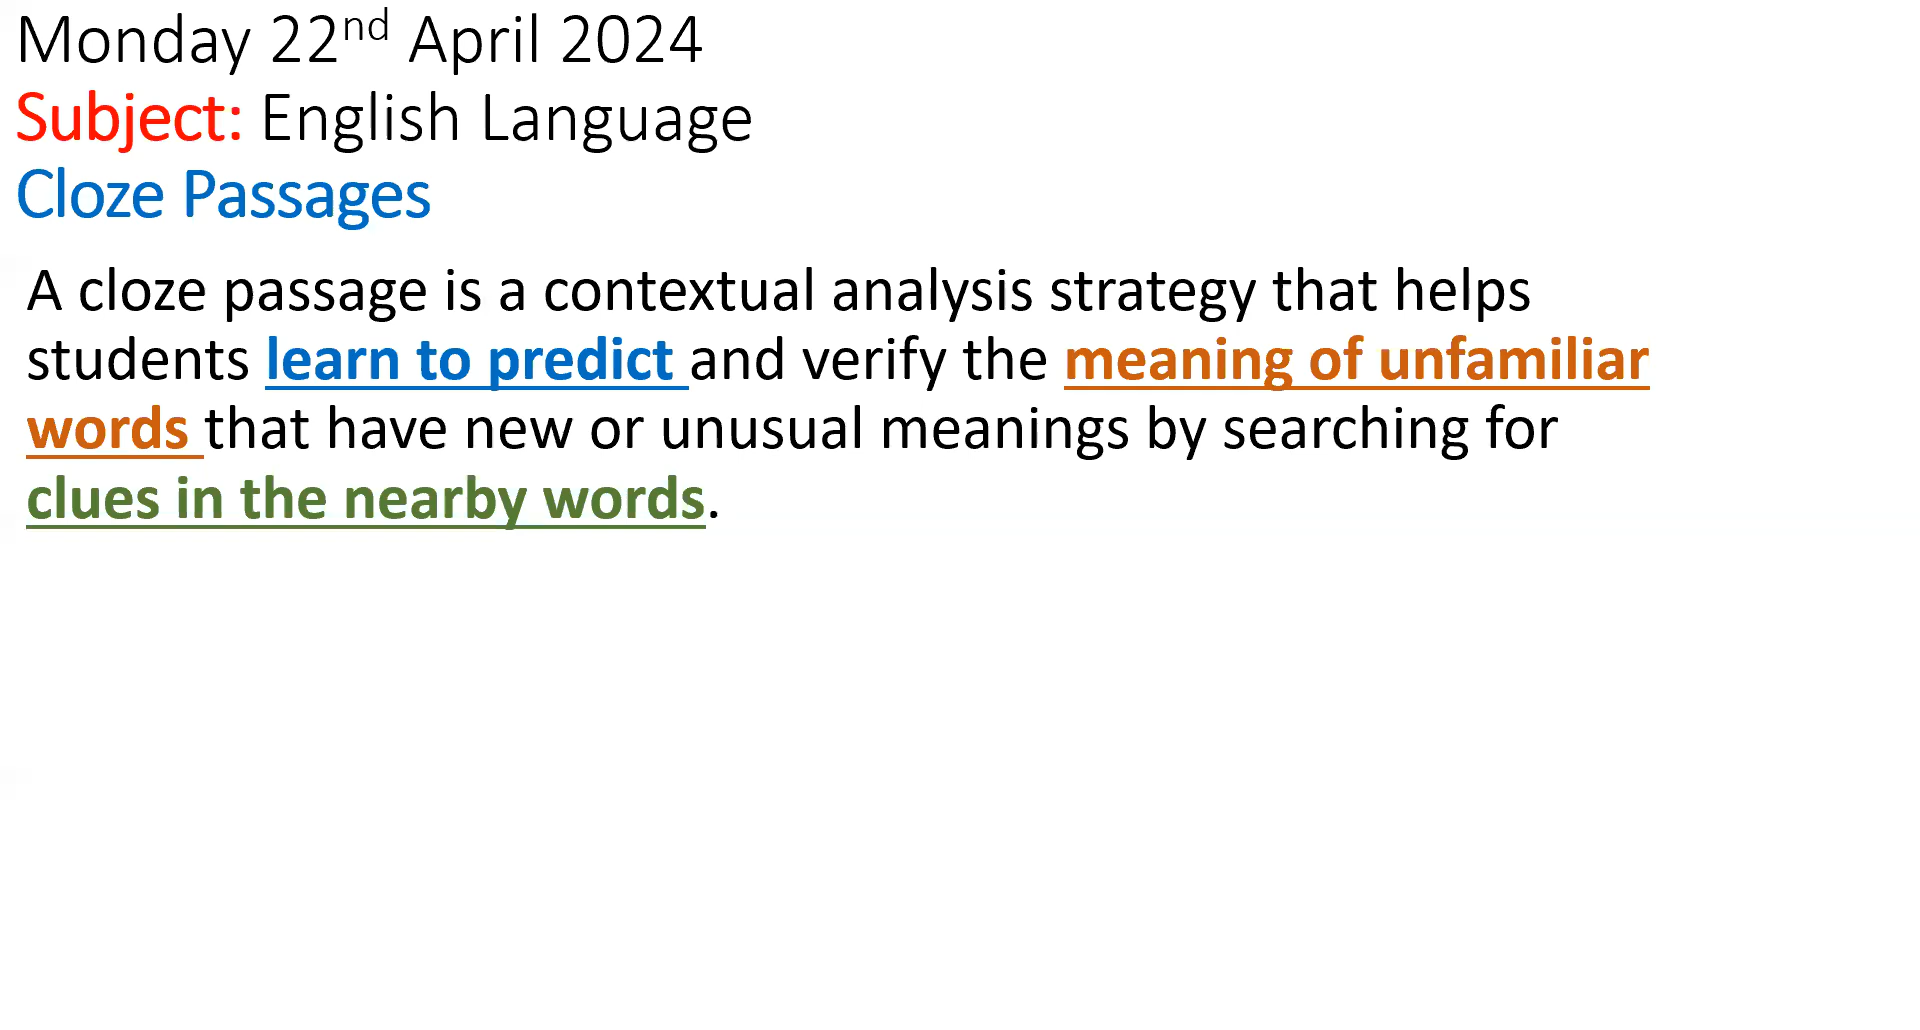 Monday 22nd April 2024
Subject: English Language
Cloze Passages
A cloze passage is a contextual analysis strategy that helps
students learn to predict and verify the meaning of unfamiliar
words that have new or unusual meanings by searching for
clues in the nearby words.